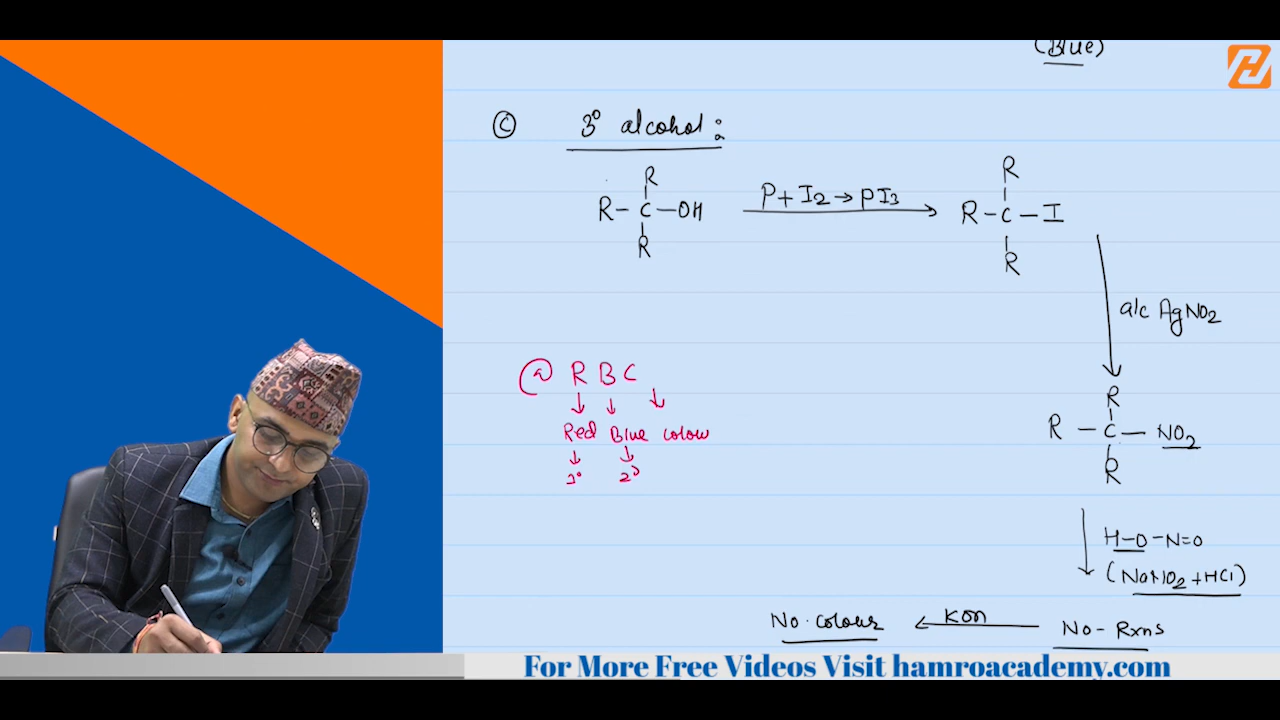 (Blue)
© 3° alcohol:
R
R-C-OH
R
P+I2→PI3
R
R-C-I
R
alc AgNO2
@ R B C
Red Blue colour
1° 2°
R
R-C-NO2
R
H-O-N=O
(NaNO2+HCl)
No-Rxns
KOH
No.colour
For More Free Videos Visit hamroacademy.com